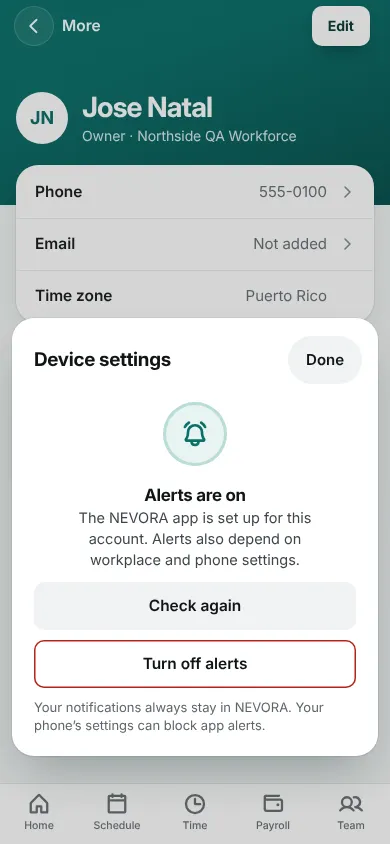 More
Edit
JN
Jose Natal
Owner · Northside QA Workforce
Phone 555-0100
Email Not added
Time zone Puerto Rico
Device settings
Done
Alerts are on
The NEVORA app is set up for this
account. Alerts also depend on
workplace and phone settings.
Check again
Turn off alerts
Your notifications always stay in NEVORA. Your
phone’s settings can block app alerts.
Home Schedule Time Payroll Team